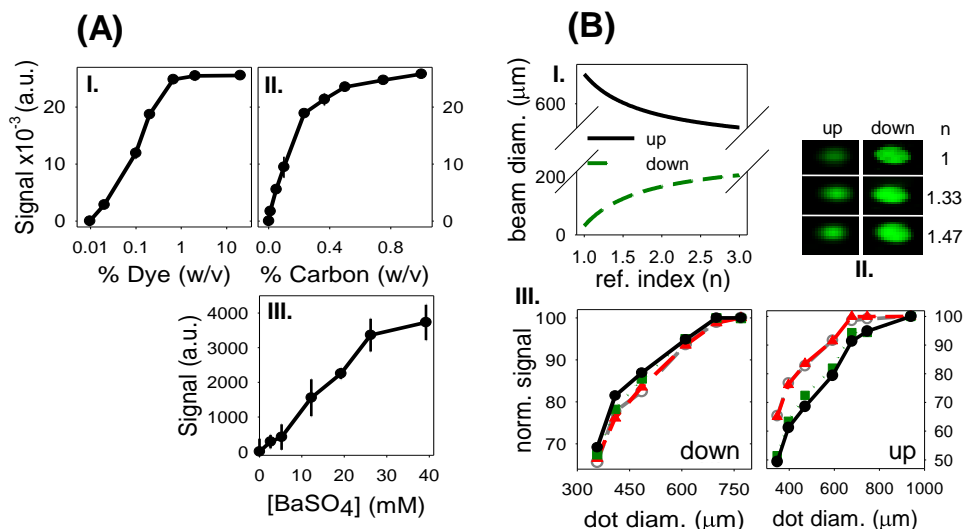 (A)
(B)
I.
Signal x10-3 (a.u.)
20
10
0
0.01 0.1 1 10
% Dye (w/v)
II.
20
10
0
0.0 0.4 0.8
% Carbon (w/v)
III.
Signal (a.u.)
4000
3000
2000
1000
0
0 10 20 30 40
[BaSO4] (mM)
I.
beam diam. (μm)
600
up
down
200
0
1.0 1.5 2.0 2.5 3.0
ref. index (n)
up down n
1
1.33
1.47
II.
III.
norm. signal
100
90
80
70
down
300 450 600 750
dot diam. (μm)
100
90
80
70
60
50
up
400 600 800 1000
dot diam. (μm)